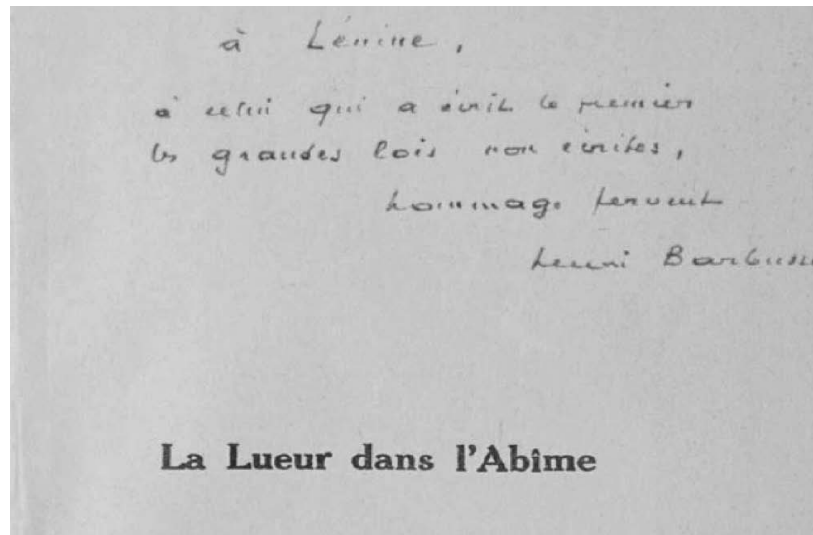 à Lénine,
à celui qui a écrit le premier
les grandes lois non écrites,
hommage fervent
Henri Barbusse
La Lueur dans l'Abîme